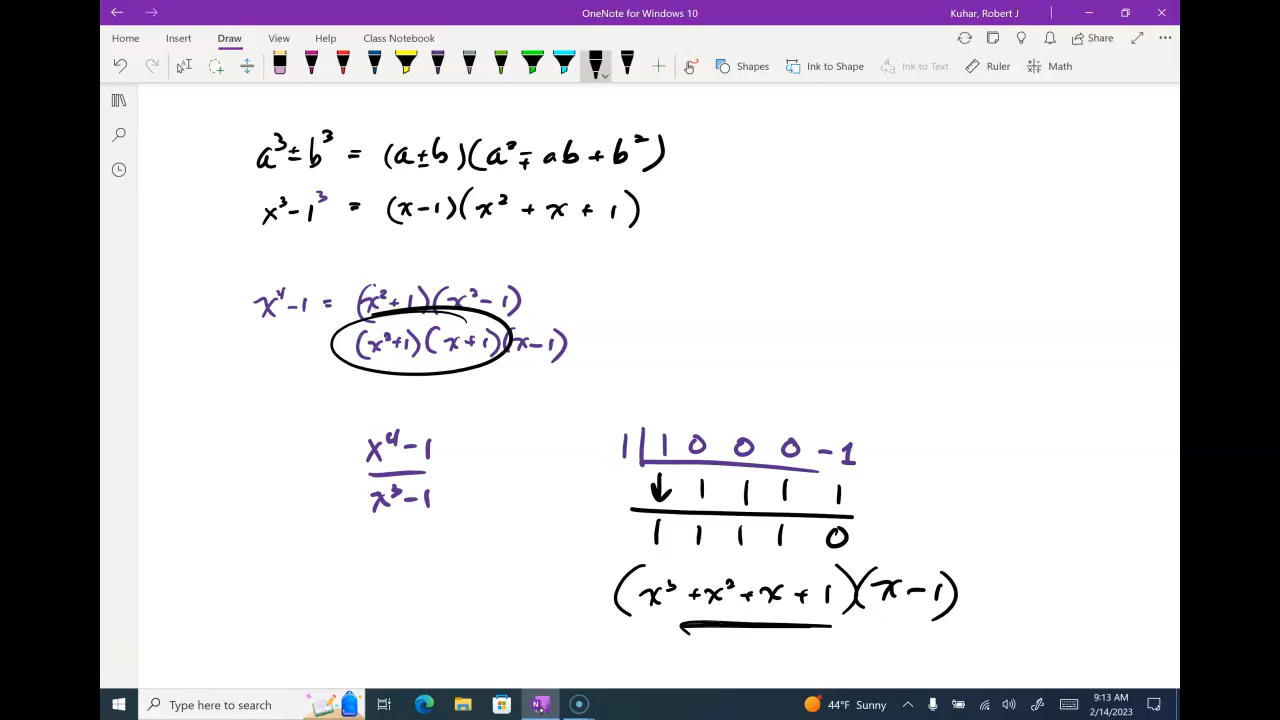 OneNote for Windows 10
Kuhar, Robert J
Home Insert Draw View Help Class Notebook
Share
Shapes Ink to Shape Ink to Text Ruler Math
a³ ± b³ = (a ± b)(a² ∓ ab + b²)
x³ - 1³ = (x - 1)(x² + x + 1)
x⁴ - 1 = (x² + 1)(x² - 1)
(x² + 1)(x + 1)(x - 1)
x⁴ - 1
x³ - 1
1 | 1 0 0 0 -1
↓ 1 1 1 1
1 1 1 1 0
(x³ + x² + x + 1)(x - 1)
Type here to search
44°F Sunny
9:13 AM
2/14/2023